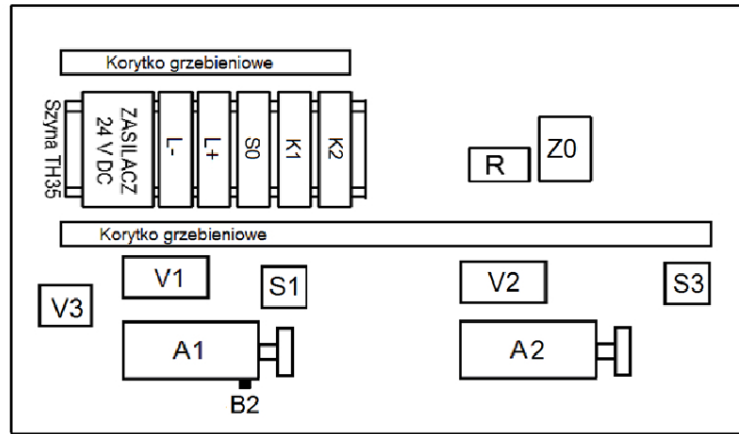 Korytko grzebieniowe
Szyna TH35
ZASILACZ
24 V DC
L-
L+
S0
K1
K2
R
Z0
Korytko grzebieniowe
V1
S1
V2
S3
V3
A1
A2
B2